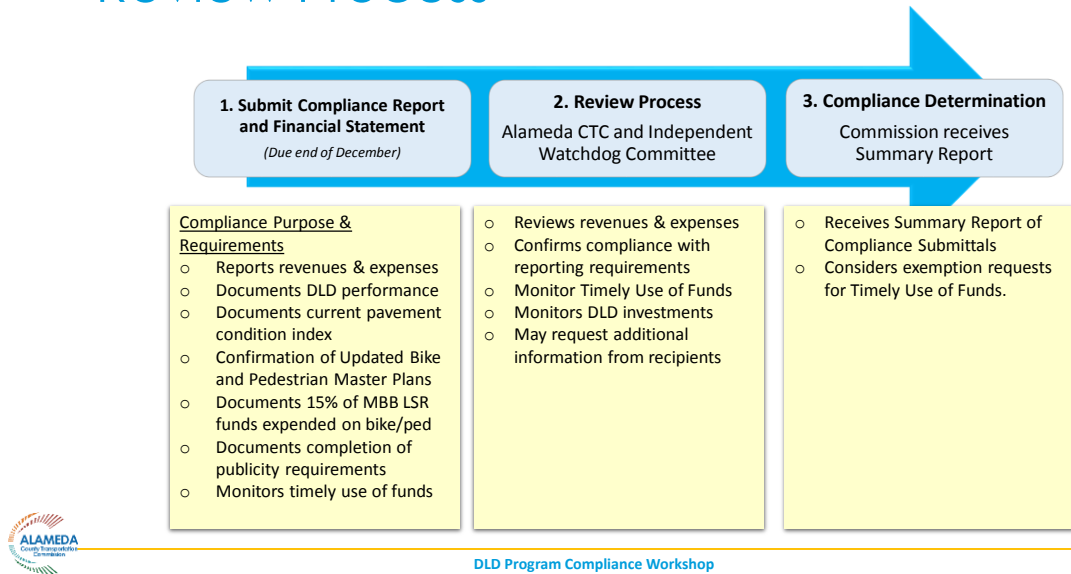 REVIEW PROCESS
1. Submit Compliance Report
and Financial Statement
(Due end of December)
2. Review Process
Alameda CTC and Independent
Watchdog Committee
3. Compliance Determination
Commission receives
Summary Report
Compliance Purpose &
Requirements
o Reports revenues & expenses
o Documents DLD performance
o Documents current pavement
condition index
o Confirmation of Updated Bike
and Pedestrian Master Plans
o Documents 15% of MBB LSR
funds expended on bike/ped
o Documents completion of
publicity requirements
o Monitors timely use of funds
o Reviews revenues & expenses
o Confirms compliance with
reporting requirements
o Monitor Timely Use of Funds
o Monitors DLD investments
o May request additional
information from recipients
o Receives Summary Report of
Compliance Submittals
o Considers exemption requests
for Timely Use of Funds.
ALAMEDA
County Transportation
Commission
DLD Program Compliance Workshop